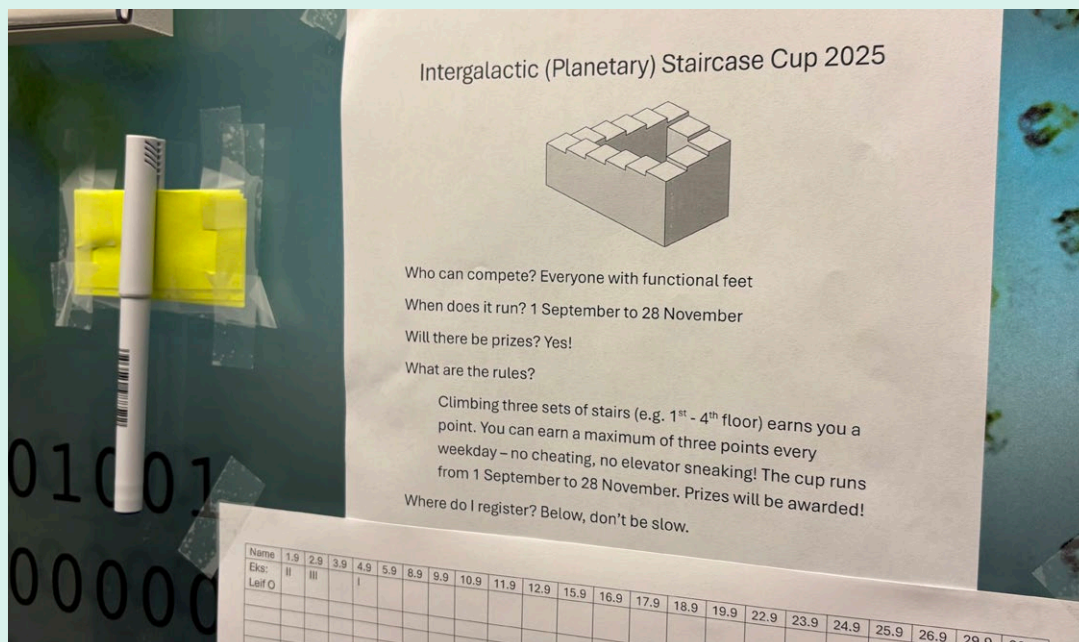 Intergalactic (Planetary) Staircase Cup 2025
Who can compete? Everyone with functional feet
When does it run? 1 September to 28 November
Will there be prizes? Yes!
What are the rules?
Climbing three sets of stairs (e.g. 1st - 4th floor) earns you a
point. You can earn a maximum of three points every
weekday – no cheating, no elevator sneaking! The cup runs
from 1 September to 28 November. Prizes will be awarded!
Where do I register? Below, don't be slow.
01001
00000
Name 1.9 2.9 3.9 4.9 5.9 8.9 9.9 10.9 11.9 12.9 15.9 16.9 17.9 18.9 19.9 22.9 23.9 24.9 25.9 26.9 29.9
Eks: II III I
Leif O